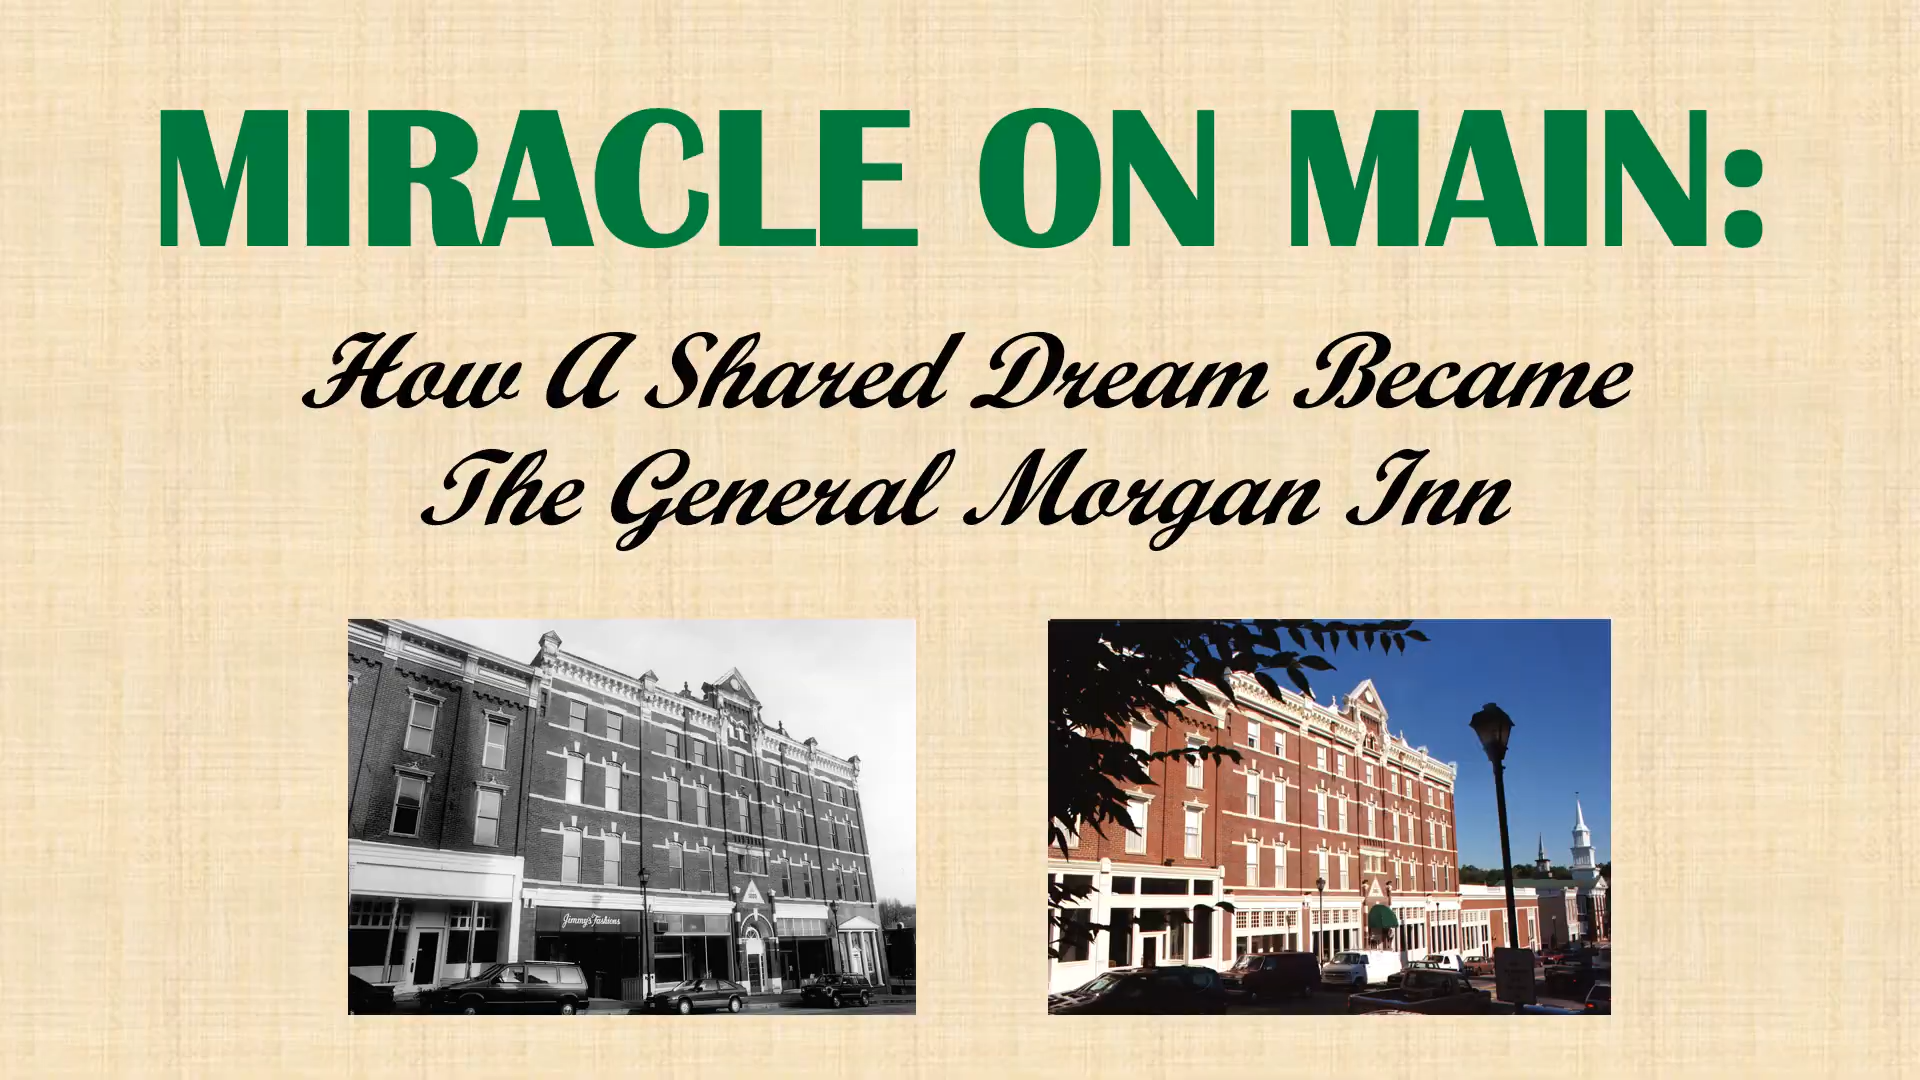 MIRACLE ON MAIN:
How A Shared Dream Became
The General Morgan Inn
Jimmy's Fashions